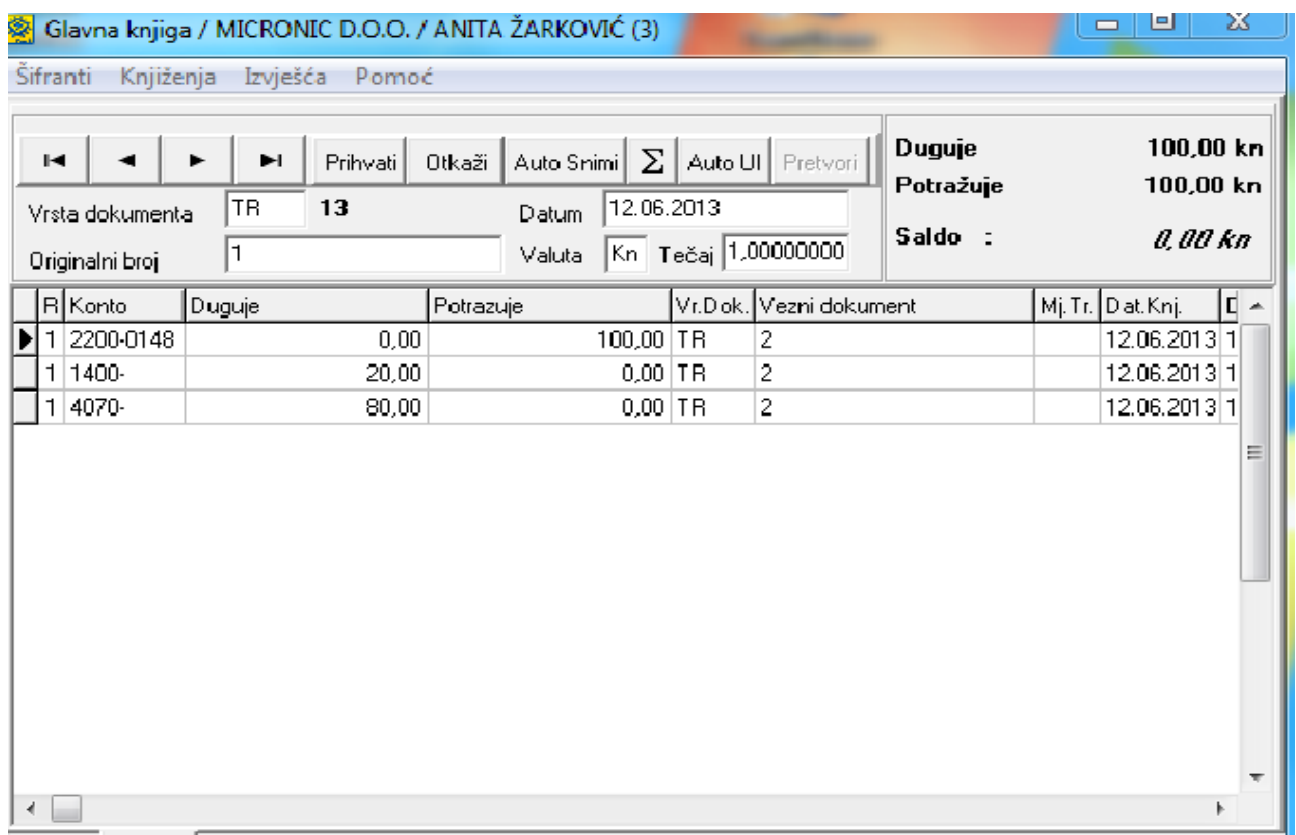 Glavna knjiga / MICRONIC D.O.O. / ANITA ŽARKOVIĆ (3)
Šifranti Knjiženja Izvješća Pomoć
Prihvati Otkaži Auto Snimi Σ Auto UI Pretvori
Duguje 100,00 kn
Potražuje 100,00 kn
Saldo : 0,00 kn
Vrsta dokumenta TR 13 Datum 12.06.2013
Originalni broj 1 Valuta Kn Tečaj 1,00000000
R Konto Duguje Potrazuje Vr.Dok. Vezni dokument Mj.Tr. Dat.Knj.
1 2200-0148 0,00 100,00 TR 2 12.06.2013 1
1 1400- 20,00 0,00 TR 2 12.06.2013 1
1 4070- 80,00 0,00 TR 2 12.06.2013 1